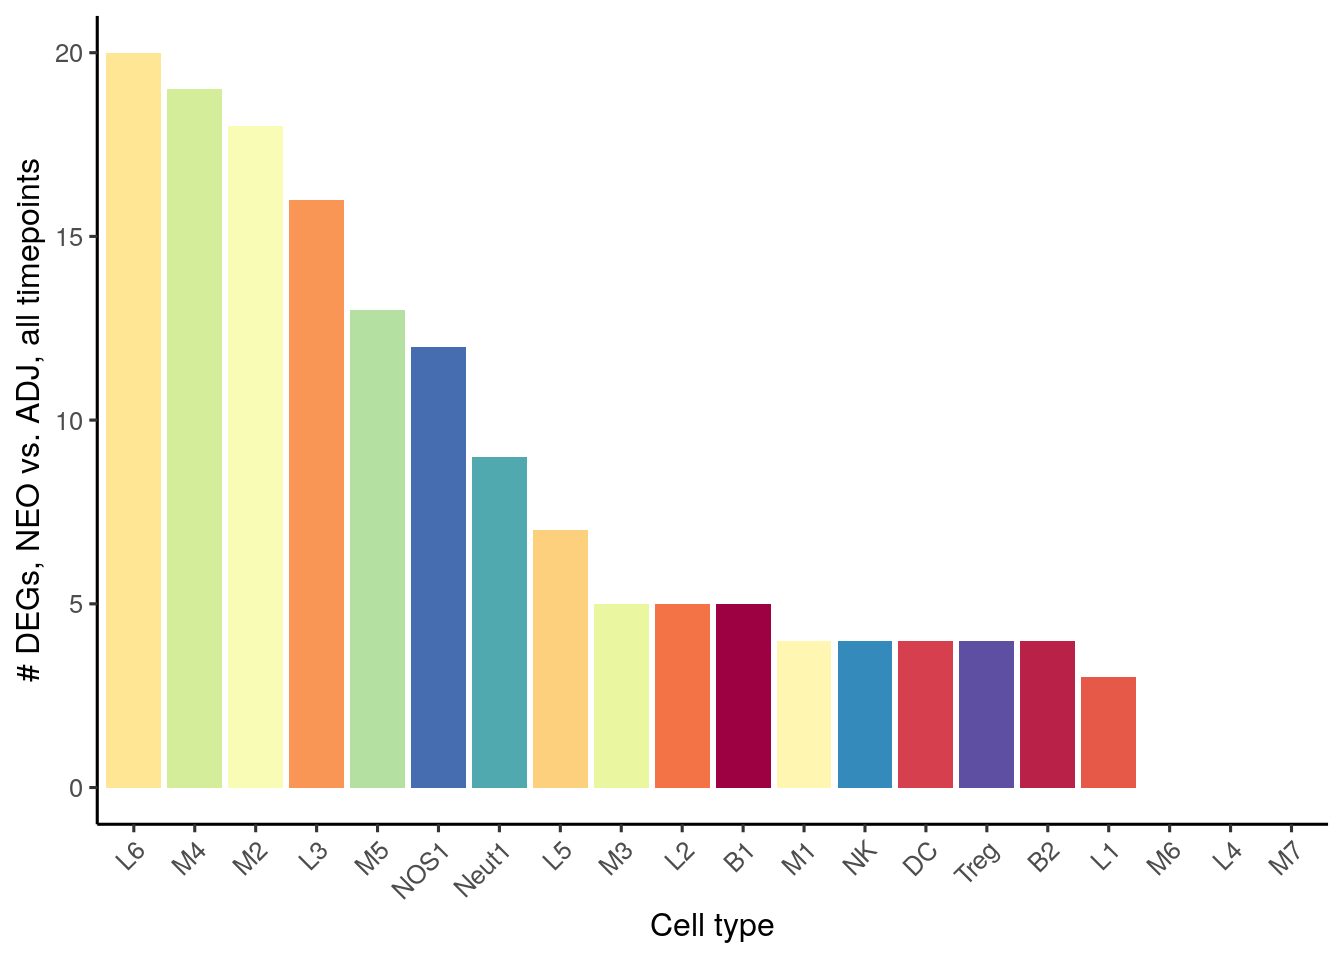 # DEGs, NEO vs. ADJ, all timepoints
20
15
10
5
0
L6
M4
M2
L3
M5
NOS1
Neut1
L5
M3
L2
B1
M1
NK
DC
Treg
B2
L1
M6
L4
M7
Cell type